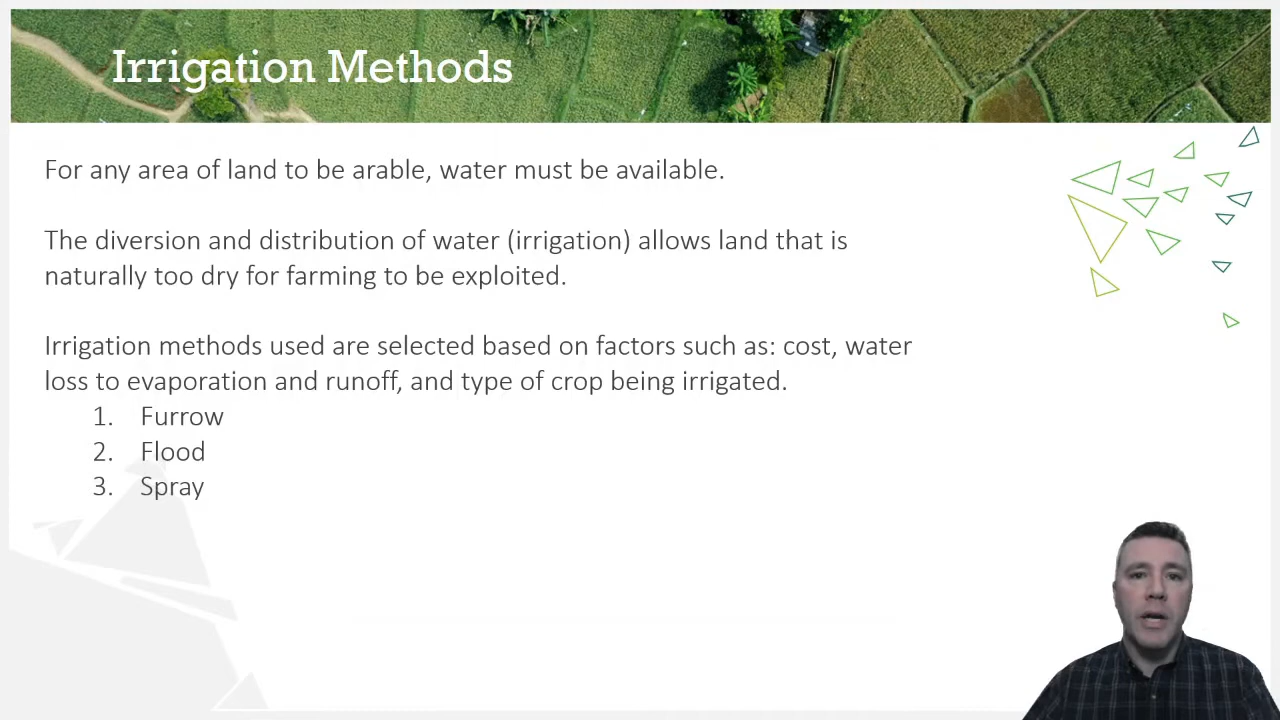 Irrigation Methods
For any area of land to be arable, water must be available.
The diversion and distribution of water (irrigation) allows land that is
naturally too dry for farming to be exploited.
Irrigation methods used are selected based on factors such as: cost, water
loss to evaporation and runoff, and type of crop being irrigated.
1. Furrow
2. Flood
3. Spray